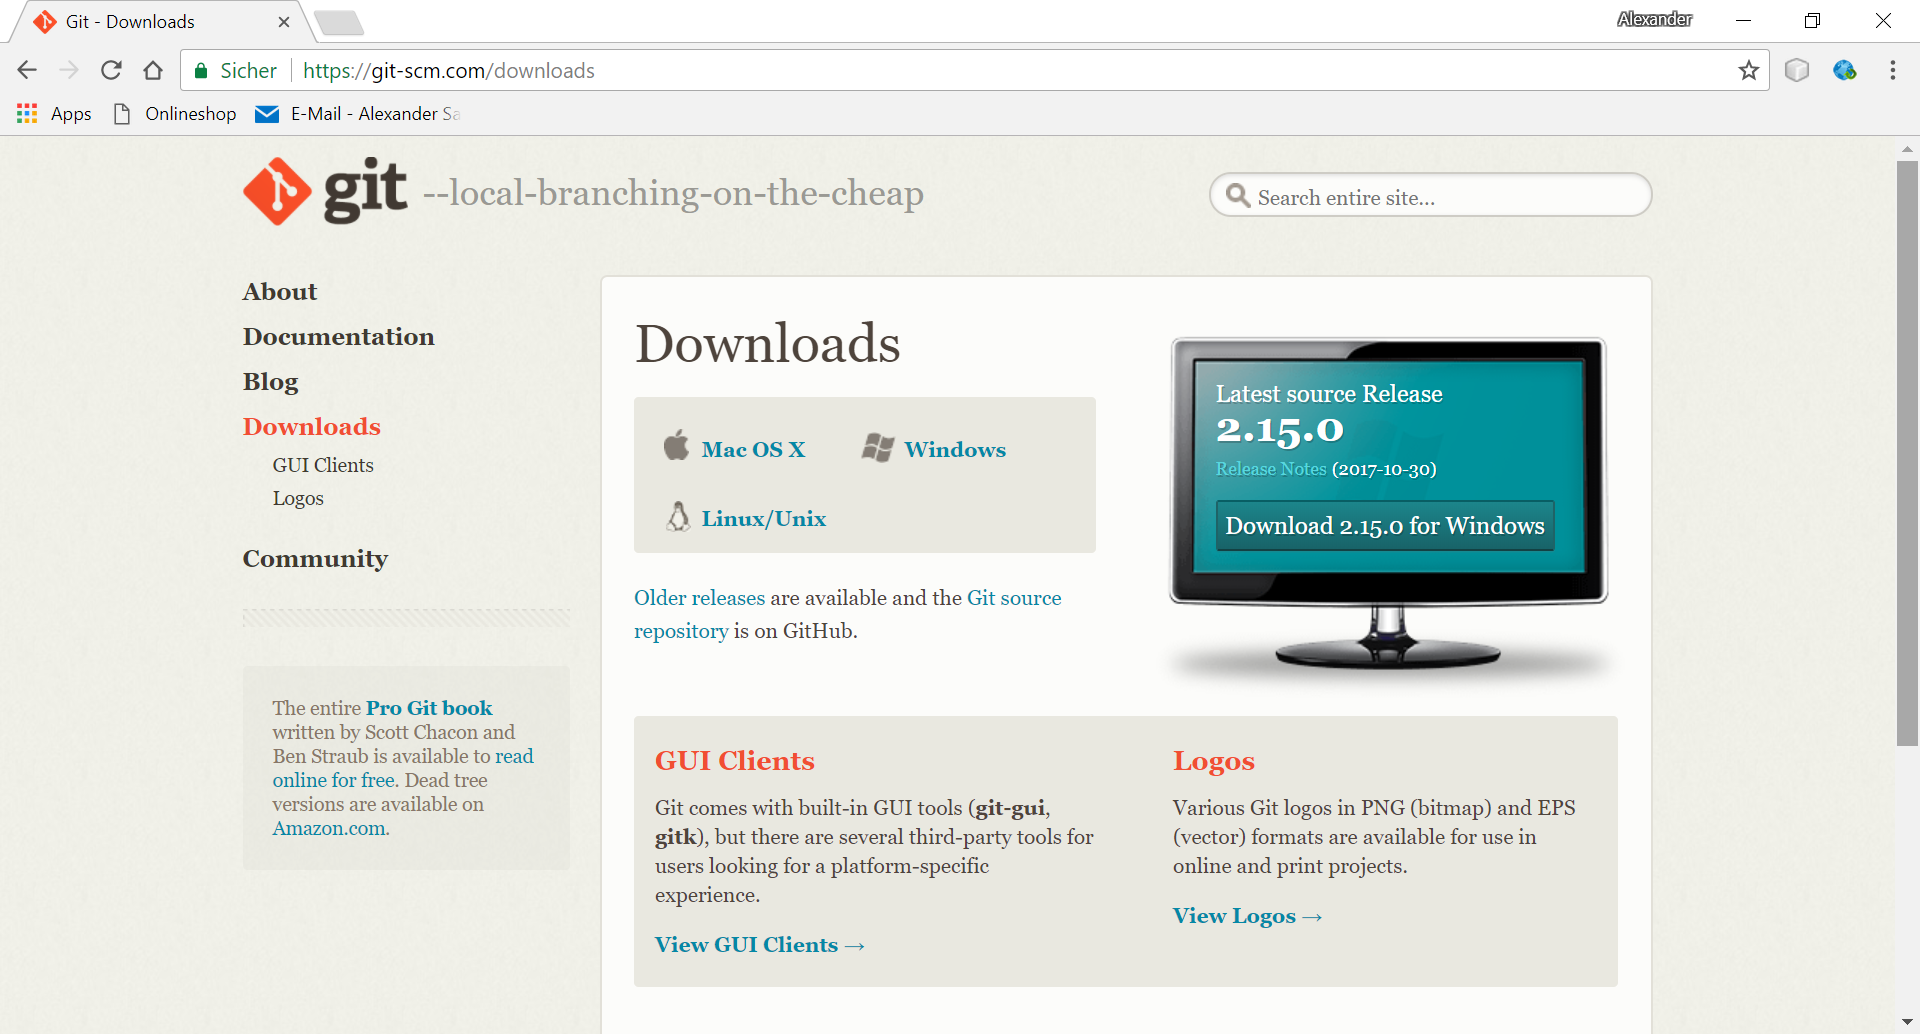 Git - Downloads
Alexander
Sicher
https://git-scm.com/downloads
Apps
Onlineshop
E-Mail - Alexander Sa
git --local-branching-on-the-cheap
Search entire site...
About
Documentation
Blog
Downloads
GUI Clients
Logos
Community
The entire Pro Git book
written by Scott Chacon and
Ben Straub is available to read
online for free. Dead tree
versions are available on
Amazon.com.
Downloads
Mac OS X
Windows
Linux/Unix
Older releases are available and the Git source
repository is on GitHub.
Latest source Release
2.15.0
Release Notes (2017-10-30)
Download 2.15.0 for Windows
GUI Clients
Git comes with built-in GUI tools (git-gui,
gitk), but there are several third-party tools for
users looking for a platform-specific
experience.
View GUI Clients →
Logos
Various Git logos in PNG (bitmap) and EPS
(vector) formats are available for use in
online and print projects.
View Logos →